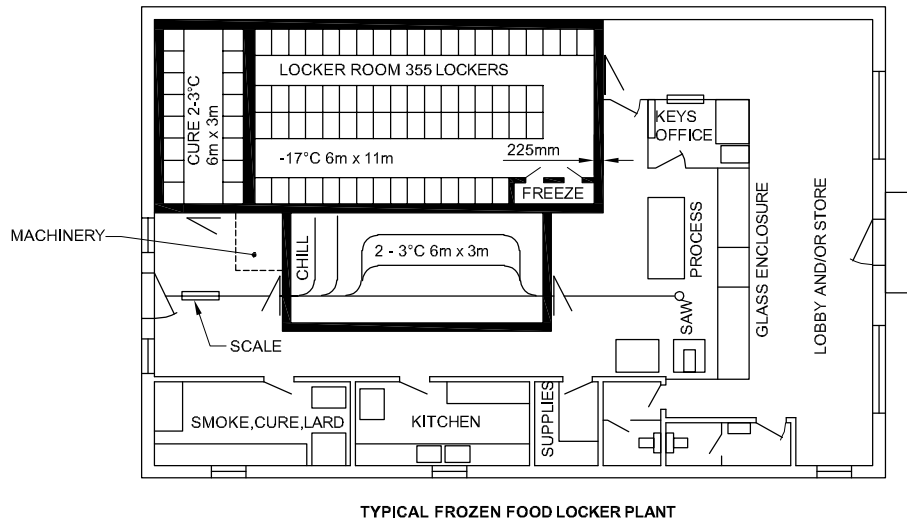 LOCKER ROOM 355 LOCKERS
CURE 2-3°C
6m x 3m
-17°C 6m x 11m
225mm
FREEZE
KEYS
OFFICE
MACHINERY
CHILL
2 - 3°C 6m x 3m
PROCESS
GLASS ENCLOSURE
LOBBY AND/OR STORE
SAW
SCALE
SMOKE,CURE,LARD
KITCHEN
SUPPLIES
TYPICAL FROZEN FOOD LOCKER PLANT